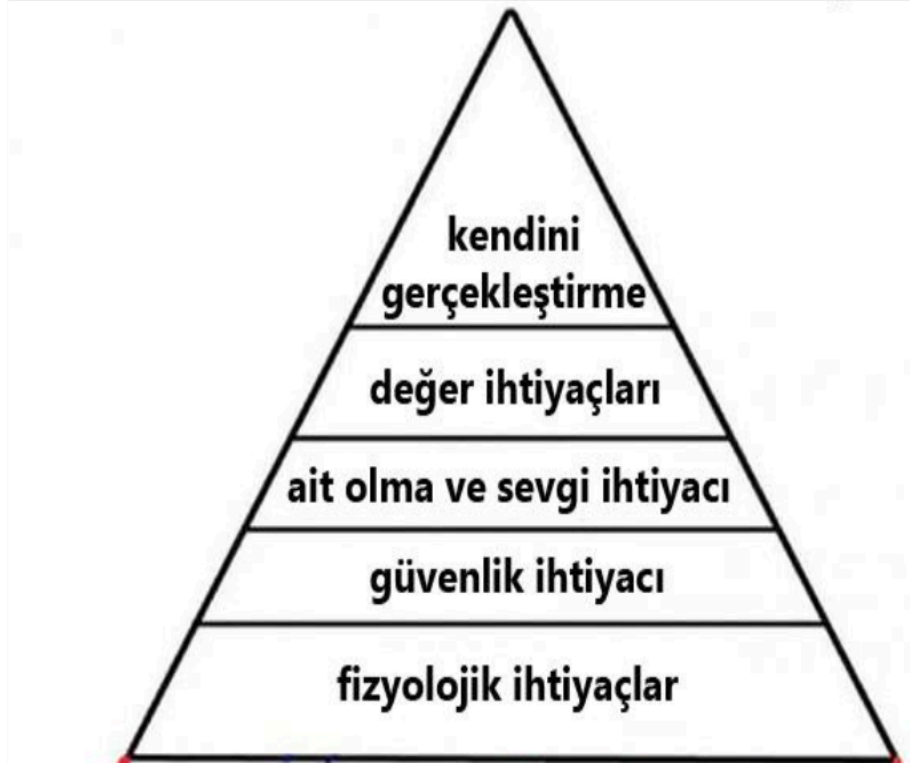 kendini
gerçekleştirme
değer ihtiyaçları
ait olma ve sevgi ihtiyacı
güvenlik ihtiyacı
fizyolojik ihtiyaçlar